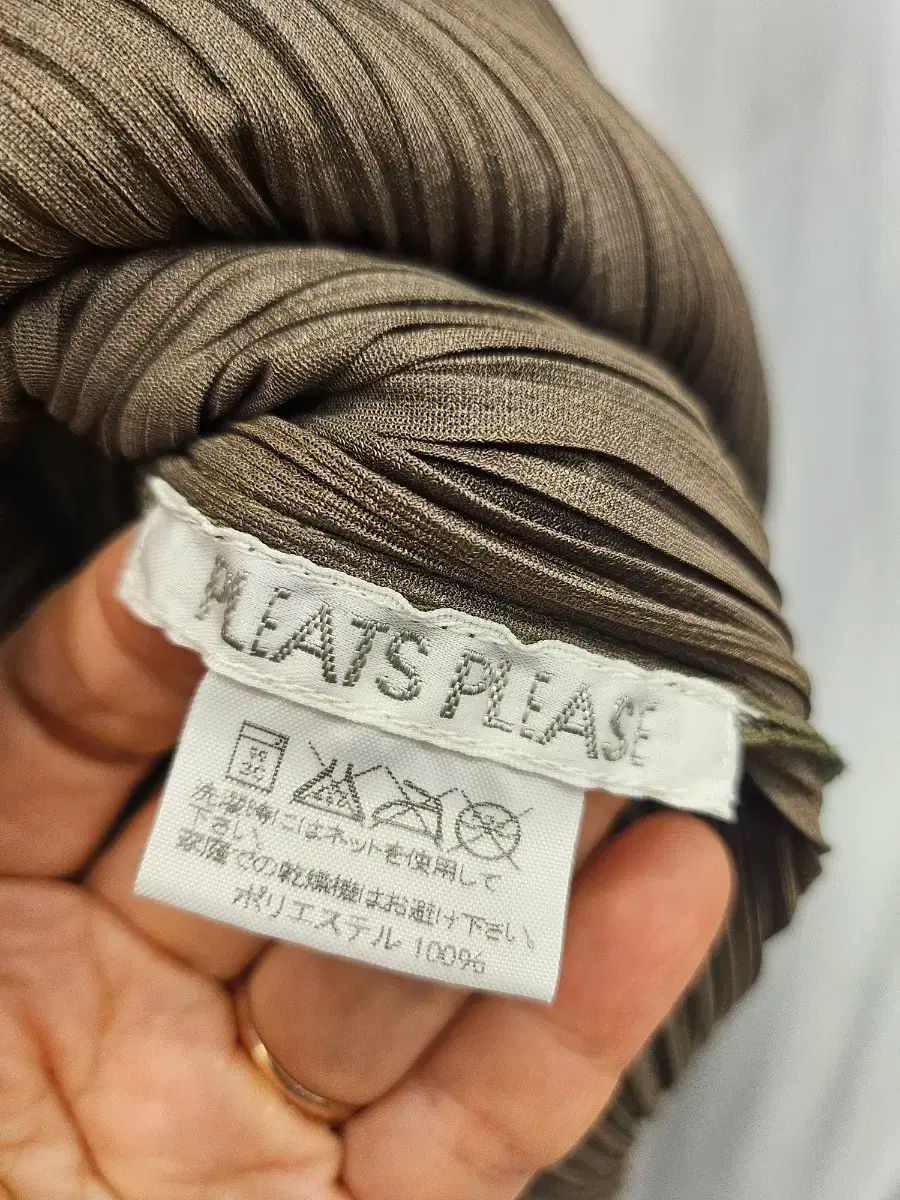 PLEATS PLEASE
洗濯時にはネットを使用して
下さい。
家庭での乾燥機はお避け下さい。
ポリエステル 100%